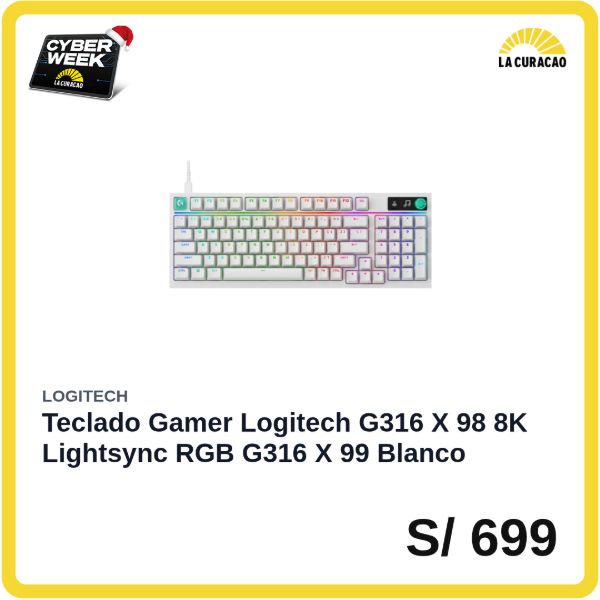 CYBER
WEEK
LA CURACAO
LA CURACAO
LOGITECH
Teclado Gamer Logitech G316 X 98 8K
Lightsync RGB G316 X 99 Blanco
S/ 699